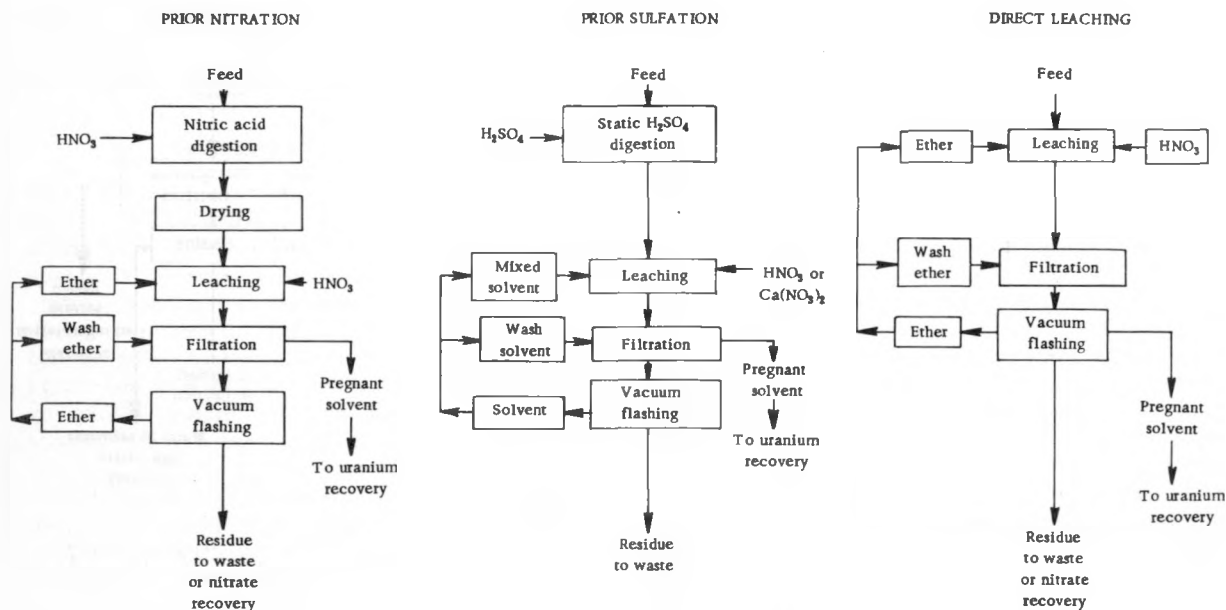 PRIOR NITRATION
Feed
HNO₃
Nitric acid
digestion
Drying
Ether
Leaching
HNO₃
Wash
ether
Filtration
Pregnant
solvent
Ether
Vacuum
flashing
To uranium
recovery
Residue
to waste
or nitrate
recovery
PRIOR SULFATION
Feed
H₂SO₄
Static H₂SO₄
digestion
Mixed
solvent
Leaching
HNO₃ or
Ca(NO₃)₂
Wash
solvent
Filtration
Pregnant
solvent
Solvent
Vacuum
flashing
To uranium
recovery
Residue
to waste
DIRECT LEACHING
Feed
Ether
Leaching
HNO₃
Wash
ether
Filtration
Ether
Vacuum
flashing
Pregnant
solvent
To uranium
recovery
Residue
to waste
or nitrate
recovery